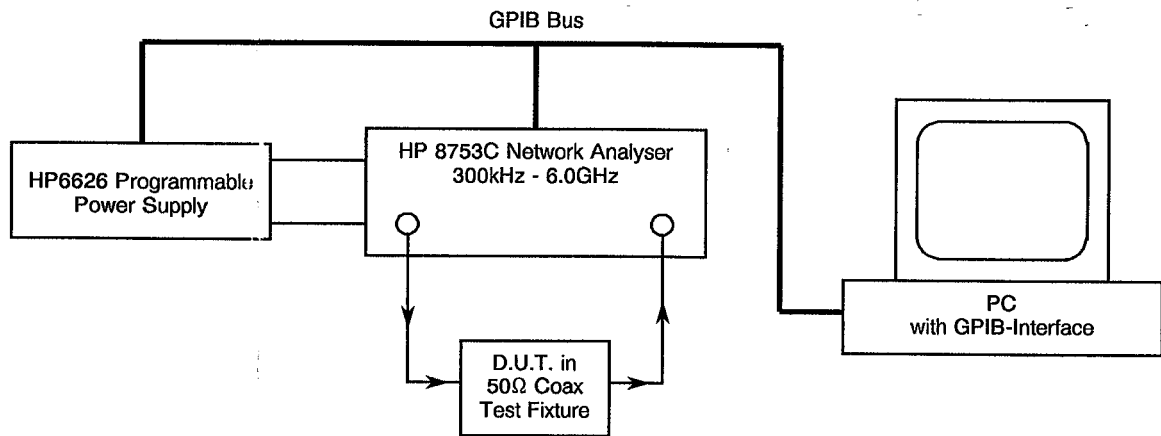 GPIB Bus
HP6626 Programmable
Power Supply
HP 8753C Network Analyser
300kHz - 6.0GHz
D.U.T. in
50Ω Coax
Test Fixture
PC
with GPIB-Interface